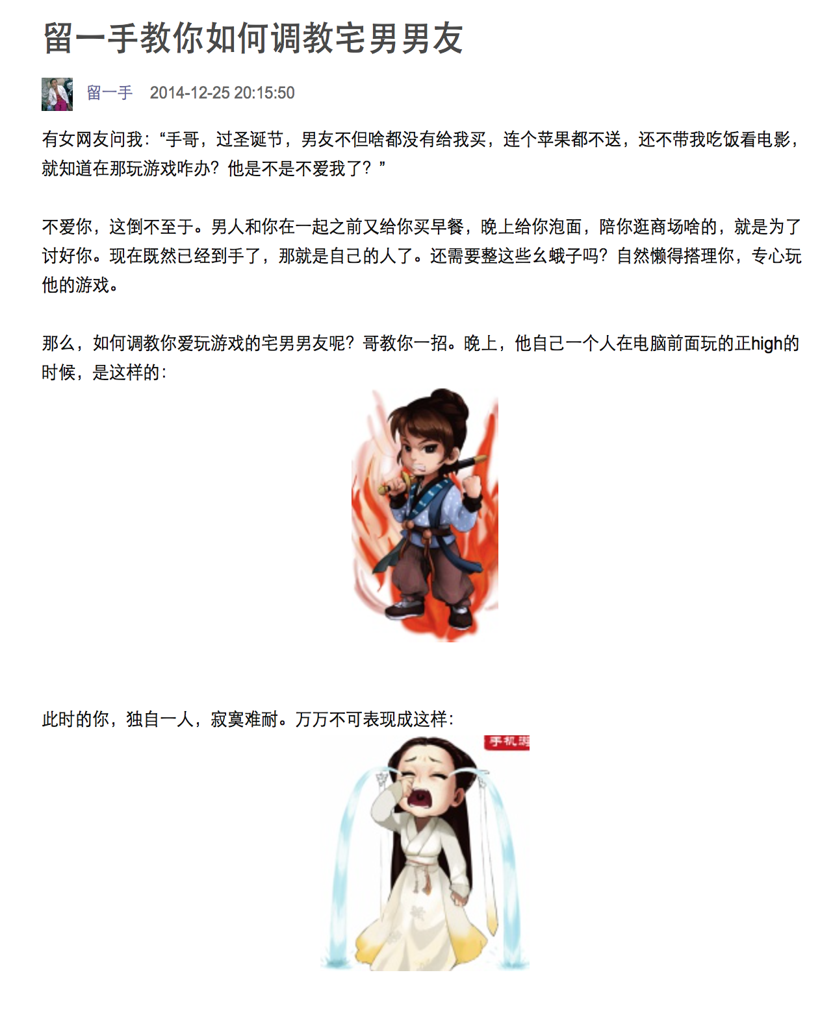 留一手教你如何调教宅男男友
留一手 2014-12-25 20:15:50
有女网友问我：“手哥，过圣诞节，男友不但啥都没有给我买，连个苹果都不送，还不带我吃饭看电影，
就知道在那玩游戏咋办？他是不是不爱我了？”
不爱你，这倒不至于。男人和你在一起之前又给你买早餐，晚上给你泡面，陪你逛商场啥的，就是为了
讨好你。现在既然已经到手了，那就是自己的人了。还需要整这些幺蛾子吗？自然懒得搭理你，专心玩
他的游戏。
那么，如何调教你爱玩游戏的宅男男友呢？哥教你一招。晚上，他自己一个人在电脑前面玩的正high的
时候，是这样的：
此时的你，独自一人，寂寞难耐。万万不可表现成这样：
手机游